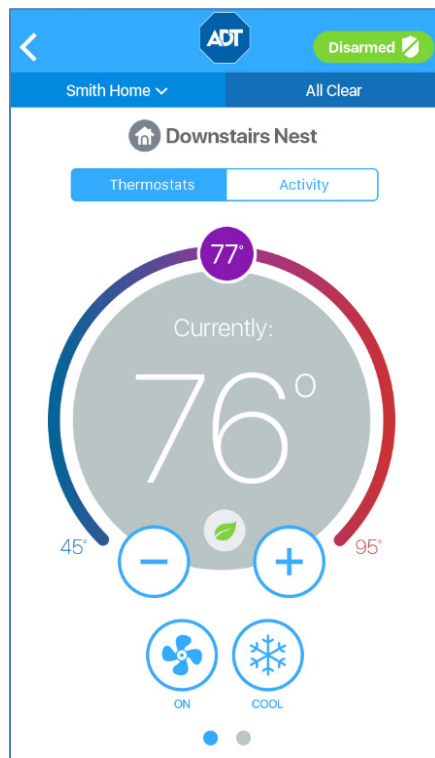 ADT
Disarmed
Smith Home
All Clear
Downstairs Nest
Thermostats
Activity
77°
Currently:
76°
45°
95°
ON
COOL